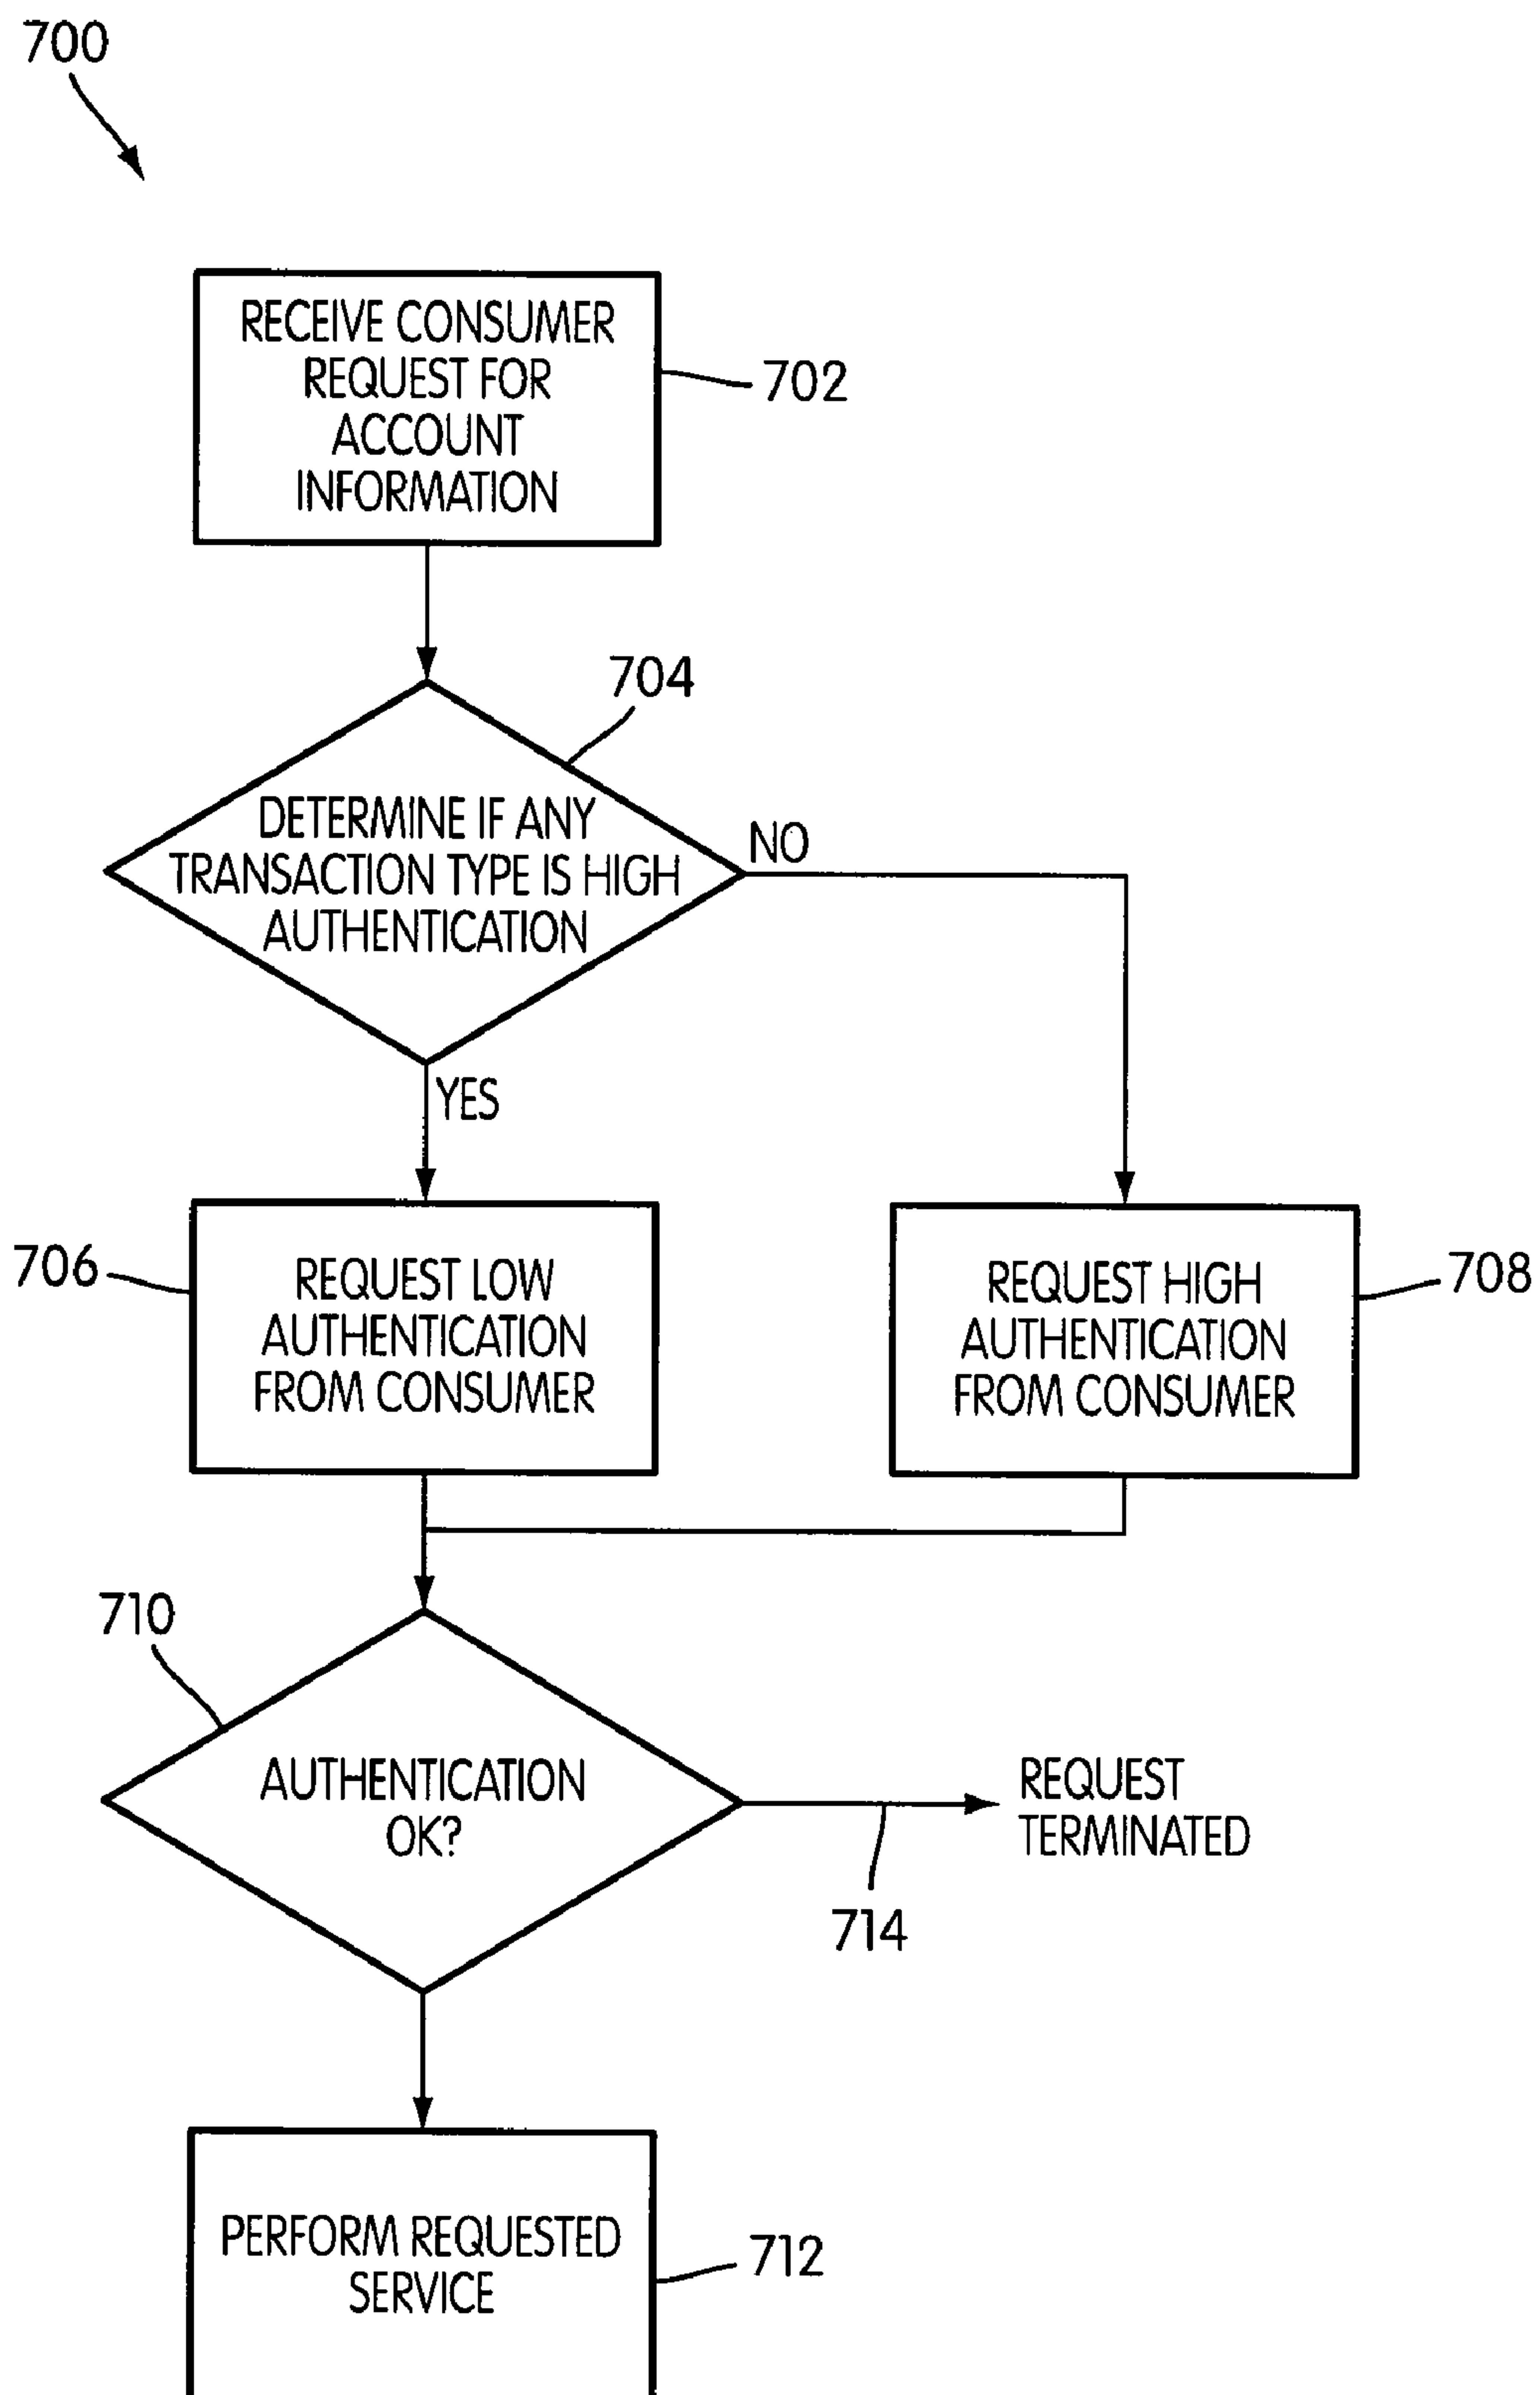 700
RECEIVE CONSUMER
REQUEST FOR
ACCOUNT
INFORMATION
702
704
DETERMINE IF ANY
TRANSACTION TYPE IS HIGH
AUTHENTICATION
NO
YES
706
REQUEST LOW
AUTHENTICATION
FROM CONSUMER
REQUEST HIGH
AUTHENTICATION
FROM CONSUMER
708
710
AUTHENTICATION
OK?
REQUEST
TERMINATED
714
PERFORM REQUESTED
SERVICE
712